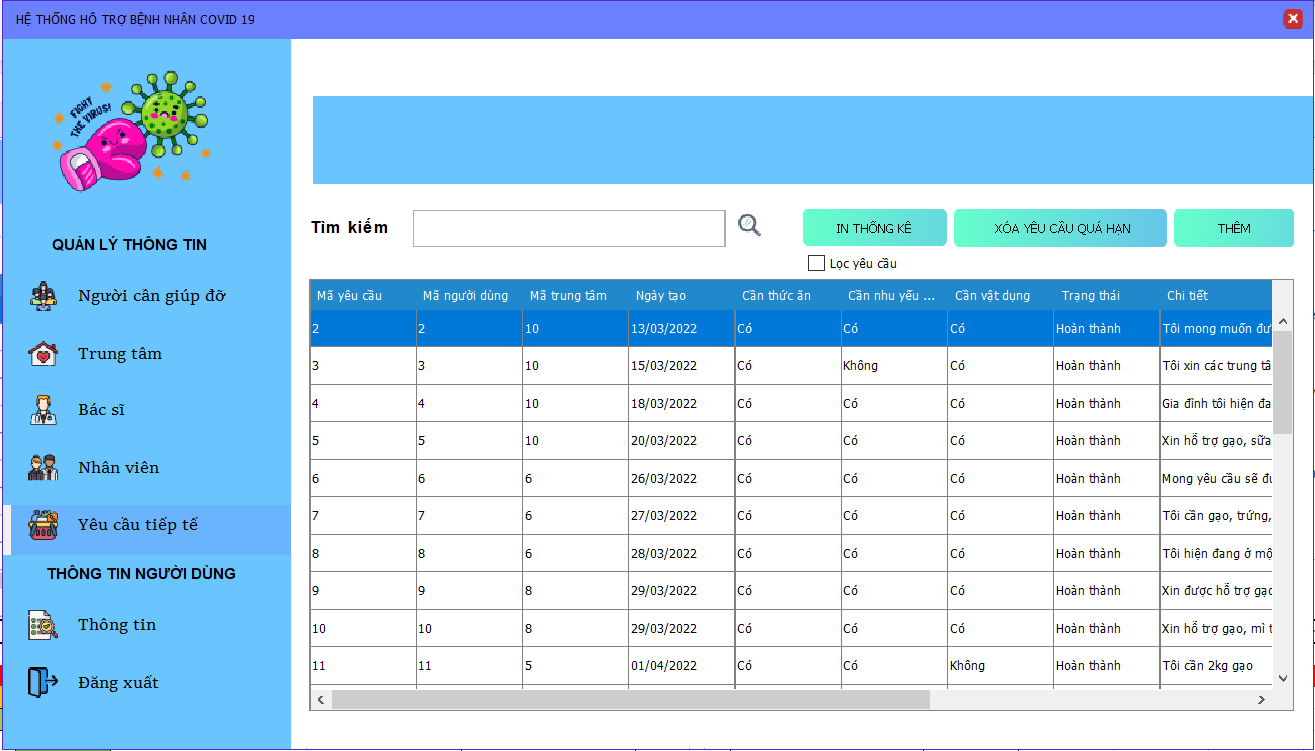 HỆ THỐNG HỖ TRỢ BỆNH NHÂN COVID 19
FIGHT
THE VIRUS!
QUẢN LÝ THÔNG TIN
Người cần giúp đỡ
Trung tâm
Bác sĩ
Nhân viên
Yêu cầu tiếp tế
THÔNG TIN NGƯỜI DÙNG
Thông tin
Đăng xuất
Tìm kiếm
IN THỐNG KÊ XÓA YÊU CẦU QUÁ HẠN THÊM
Lọc yêu cầu
Mã yêu cầu Mã người dùng Mã trung tâm Ngày tạo Cần thức ăn Cần nhu yếu ... Cần vật dụng Trạng thái Chi tiết
2 2 10 13/03/2022 Có Có Có Hoàn thành Tôi mong muốn đư
3 3 10 15/03/2022 Có Không Có Hoàn thành Tôi xin các trung tâ
4 4 10 18/03/2022 Có Có Có Hoàn thành Gia đình tôi hiện đa
5 5 10 20/03/2022 Có Có Có Hoàn thành Xin hỗ trợ gạo, sữa
6 6 6 26/03/2022 Có Có Có Hoàn thành Mong yêu cầu sẽ đư
7 7 6 27/03/2022 Có Có Có Hoàn thành Tôi cần gạo, trứng,
8 8 6 28/03/2022 Có Có Có Hoàn thành Tôi hiện đang ở mộ
9 9 8 29/03/2022 Có Có Có Hoàn thành Xin được hỗ trợ gạo
10 10 8 29/03/2022 Có Có Có Hoàn thành Xin hỗ trợ gạo, mì t
11 11 5 01/04/2022 Có Có Không Hoàn thành Tôi cần 2kg gạo